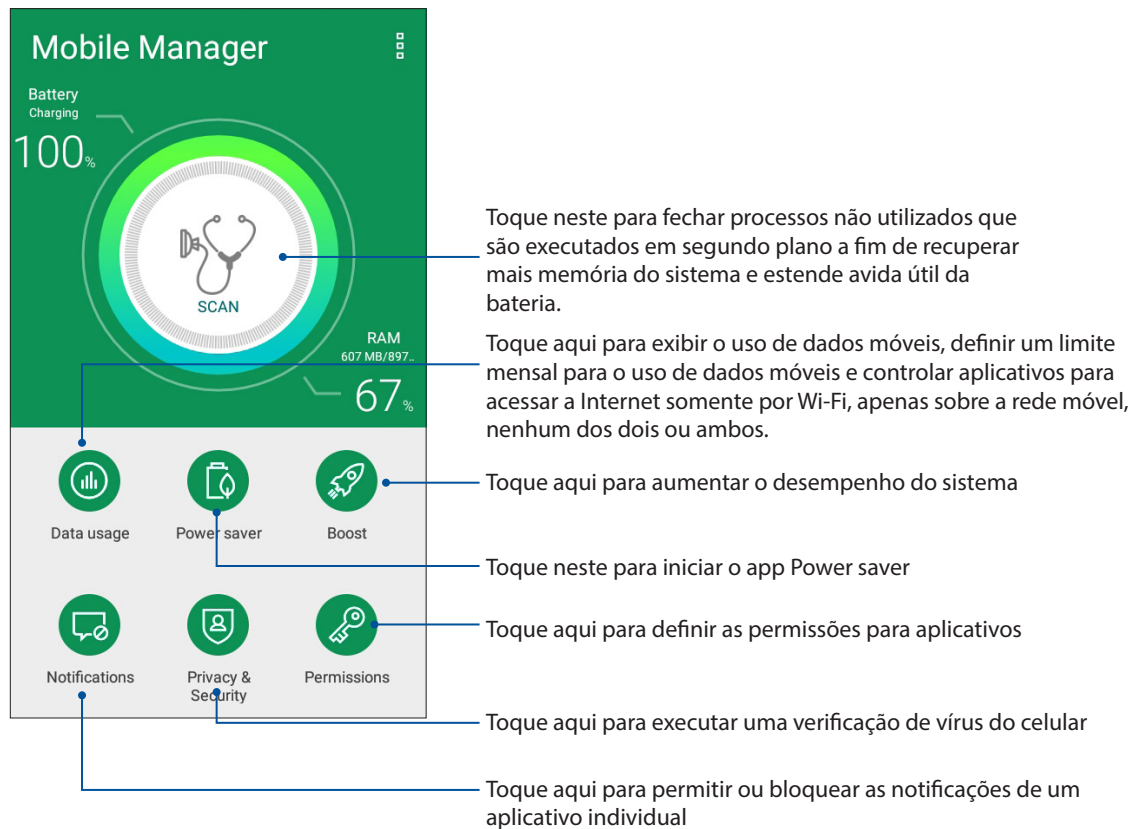 Mobile Manager
Battery
Charging
100%
SCAN
RAM
607 MB/897..
67%
Data usage
Power saver
Boost
Notifications
Privacy &
Security
Permissions
Toque neste para fechar processos não utilizados que
são executados em segundo plano a fim de recuperar
mais memória do sistema e estende avida útil da
bateria.
Toque aqui para exibir o uso de dados móveis, definir um limite
mensal para o uso de dados móveis e controlar aplicativos para
acessar a Internet somente por Wi-Fi, apenas sobre a rede móvel,
nenhum dos dois ou ambos.
Toque aqui para aumentar o desempenho do sistema
Toque neste para iniciar o app Power saver
Toque aqui para definir as permissões para aplicativos
Toque aqui para executar uma verificação de vírus do celular
Toque aqui para permitir ou bloquear as notificações de um
aplicativo individual